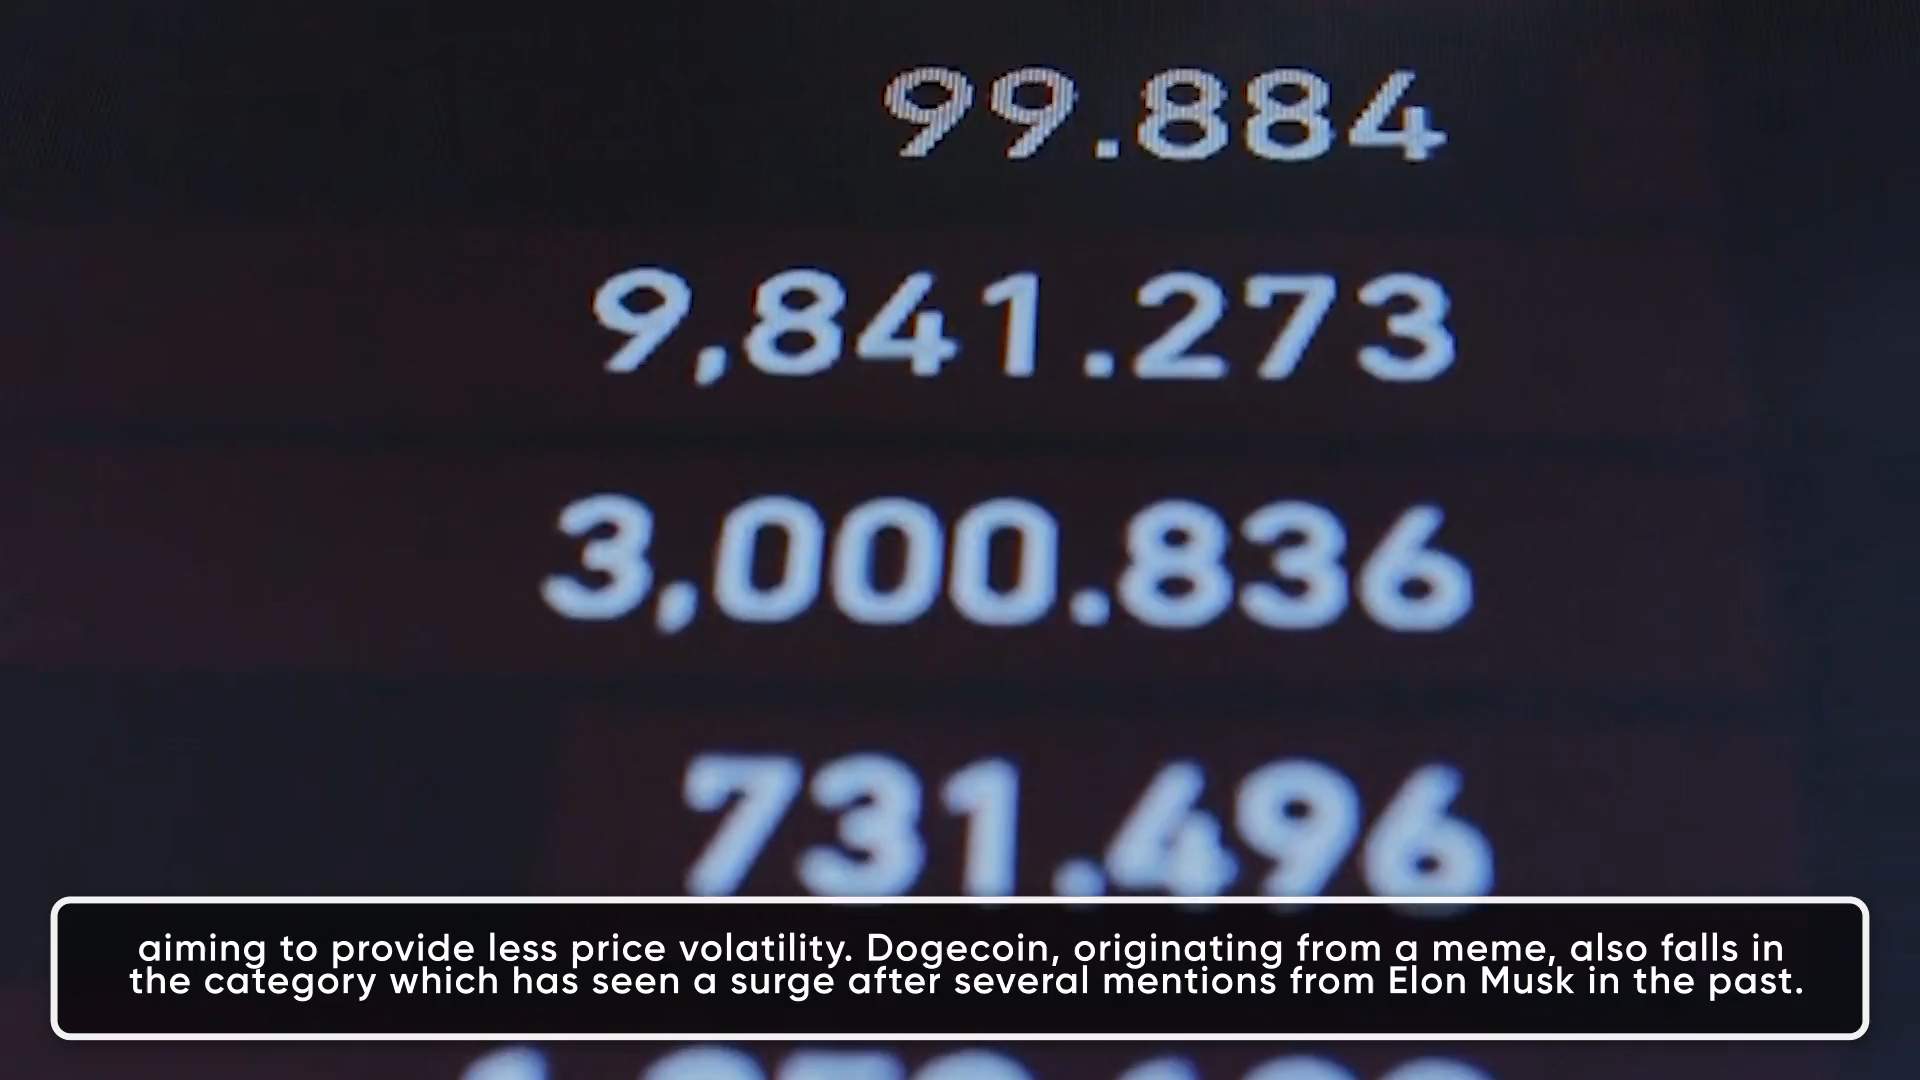 99.884
9,841.273
3,000.836
731.496
aiming to provide less price volatility. Dogecoin, originating from a meme, also falls in
the category which has seen a surge after several mentions from Elon Musk in the past.